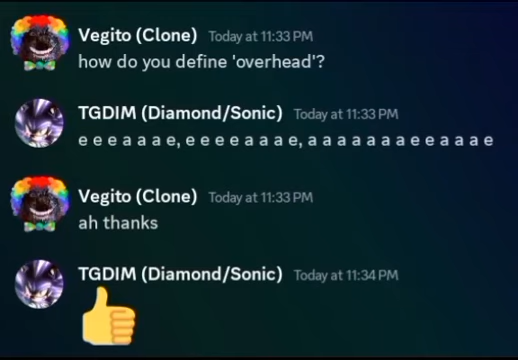 Vegito (Clone) Today at 11:33 PM
how do you define 'overhead'?
TGDIM (Diamond/Sonic) Today at 11:33 PM
e e e a a a e, e e e e a a a e, a a a a a a a e e a a a e
Vegito (Clone) Today at 11:33 PM
ah thanks
TGDIM (Diamond/Sonic) Today at 11:34 PM